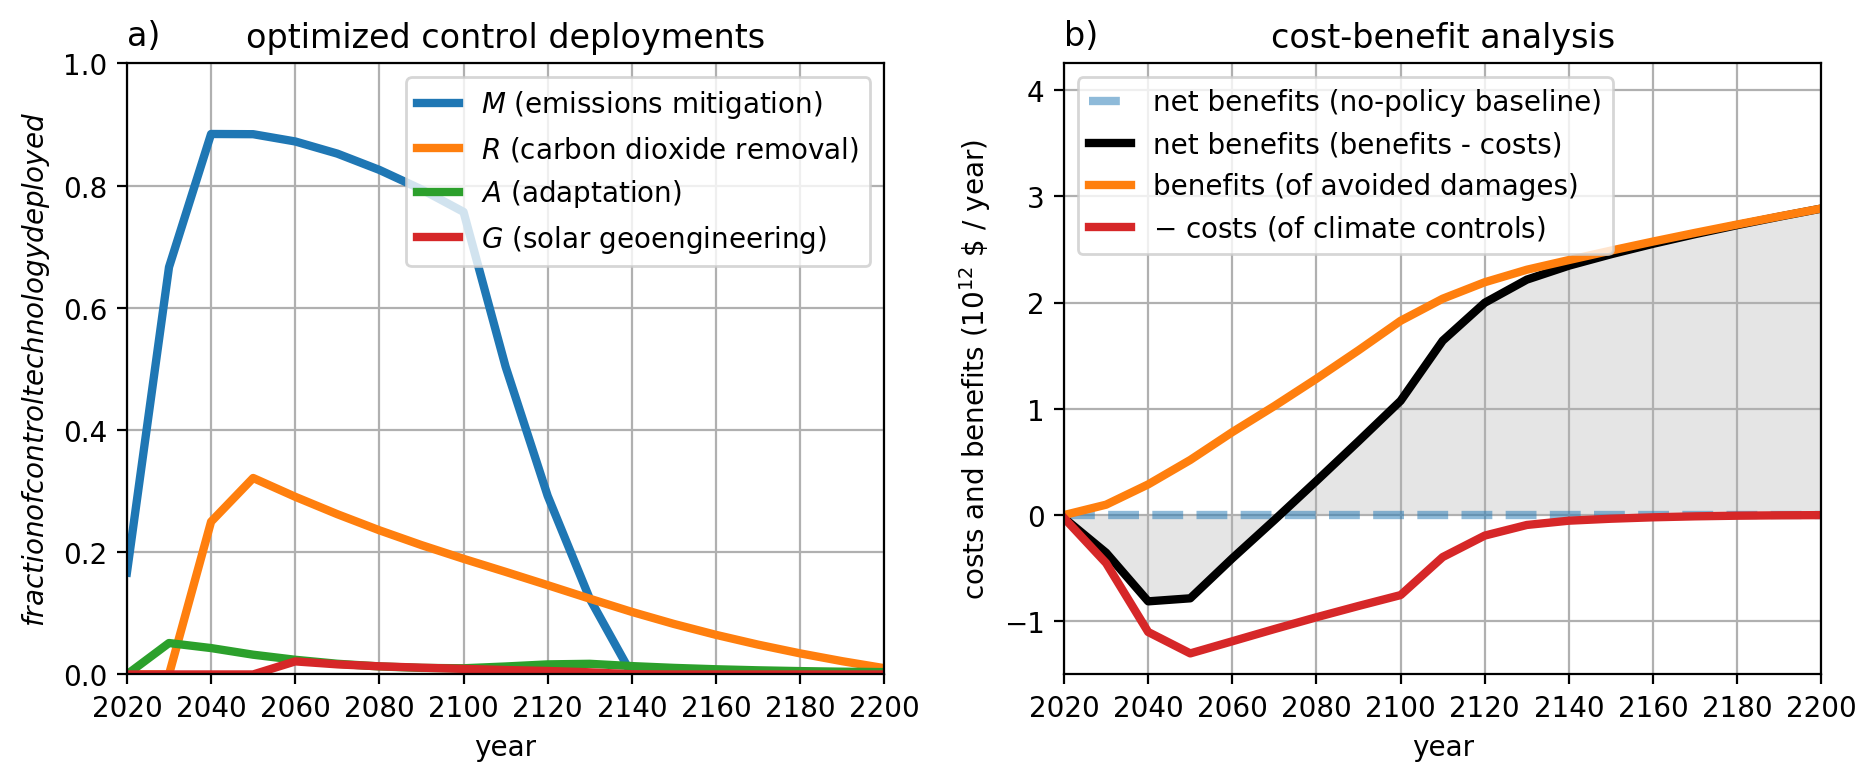 a)
optimized control deployments
fractionofcontroltechnologydeployed
1.0
0.8
0.6
0.4
0.2
0.0
M (emissions mitigation)
R (carbon dioxide removal)
A (adaptation)
G (solar geoengineering)
2020 2040 2060 2080 2100 2120 2140 2160 2180 2200
year
b)
cost-benefit analysis
costs and benefits (10¹² $ / year)
4
3
2
1
0
−1
net benefits (no-policy baseline)
net benefits (benefits - costs)
benefits (of avoided damages)
− costs (of climate controls)
2020 2040 2060 2080 2100 2120 2140 2160 2180 2200
year